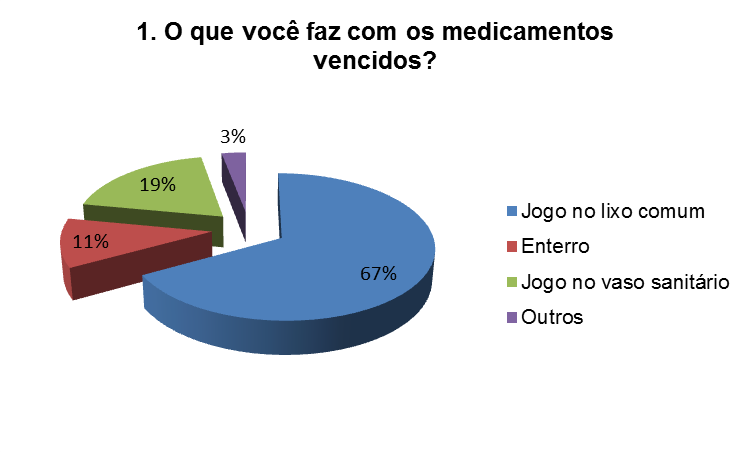 1. O que você faz com os medicamentos
vencidos?
3%
19%
11%
67%
Jogo no lixo comum
Enterro
Jogo no vaso sanitário
Outros